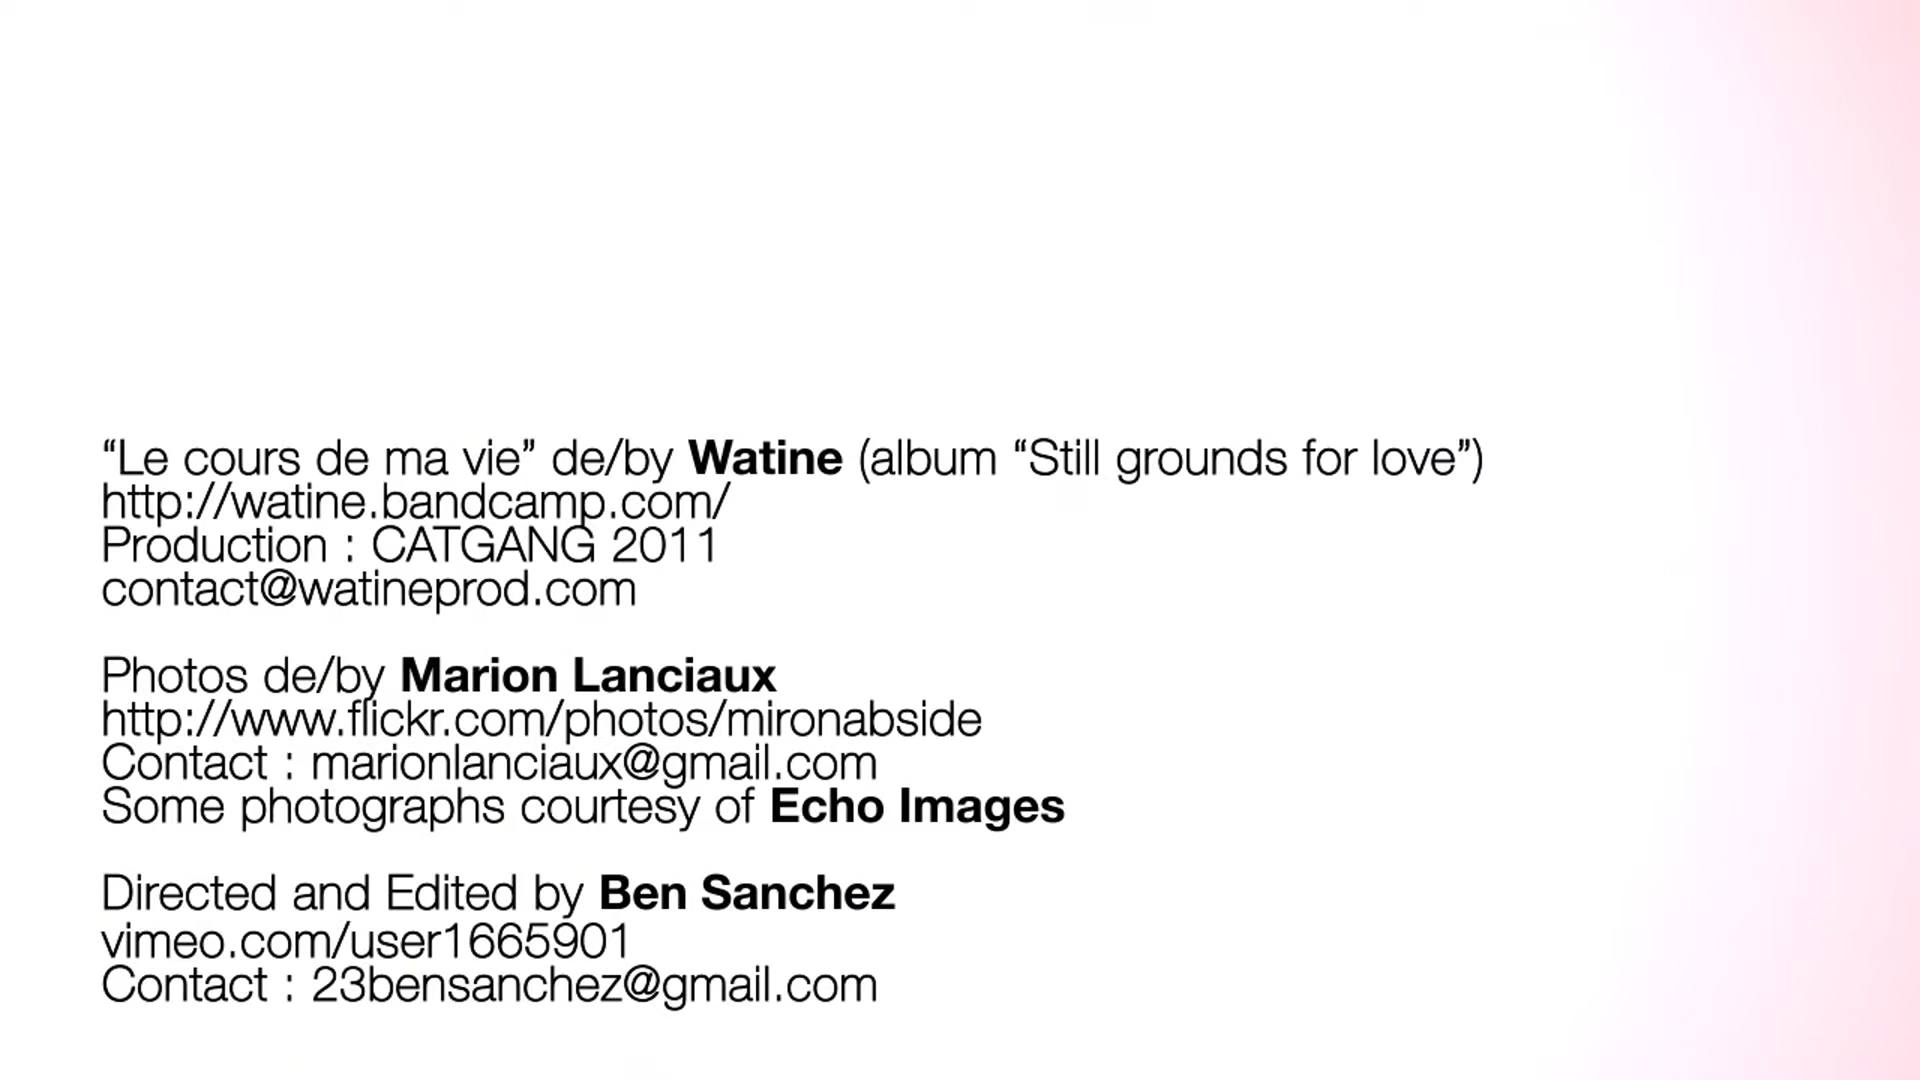 “Le cours de ma vie” de/by Watine (album “Still grounds for love”)
http://watine.bandcamp.com/
Production : CATGANG 2011
contact@watineprod.com
Photos de/by Marion Lanciaux
http://www.flickr.com/photos/mironabside
Contact : marionlanciaux@gmail.com
Some photographs courtesy of Echo Images
Directed and Edited by Ben Sanchez
vimeo.com/user1665901
Contact : 23bensanchez@gmail.com